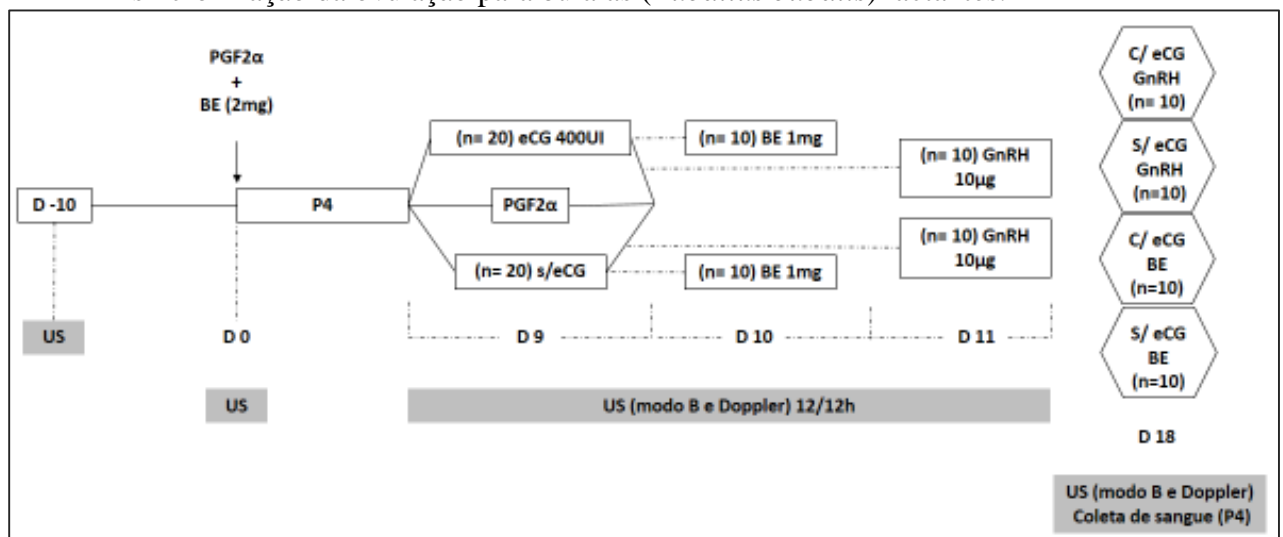 PGF2α
+
BE (2mg)
C/ eCG
GnRH
(n= 10)
(n= 20) eCG 400UI
(n= 10) BE 1mg
(n= 10) GnRH
10µg
S/ eCG
GnRH
(n=10)
D -10
P4
PGF2α
(n= 10) GnRH
10µg
C/ eCG
BE
(n=10)
(n= 20) s/eCG
(n= 10) BE 1mg
US
D 0
D 9
D 10
D 11
S/ eCG
BE
(n=10)
US
US (modo B e Doppler) 12/12h
D 18
US (modo B e Doppler)
Coleta de sangue (P4)